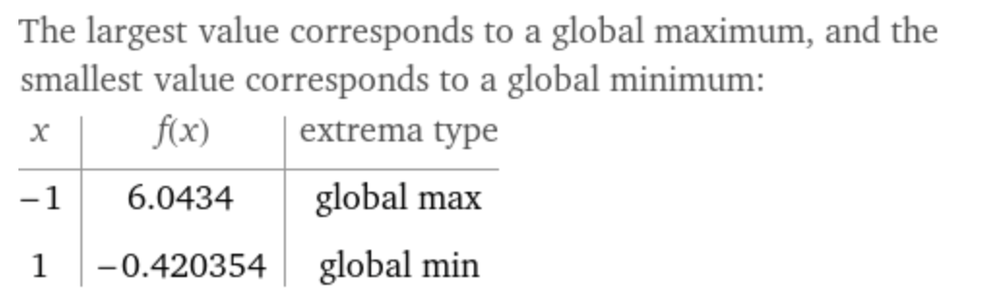 The largest value corresponds to a global maximum, and the
smallest value corresponds to a global minimum:
x f(x) extrema type
−1 6.0434 global max
1 −0.420354 global min